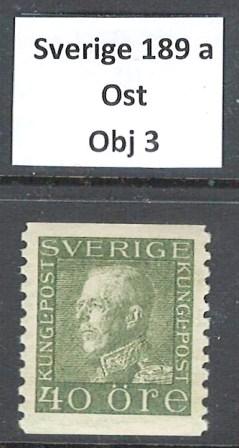 Sverige 189 a
Ost
Obj 3
SVERIGE
KUNGL·POST
KUNGL·POST
40 ÖRE